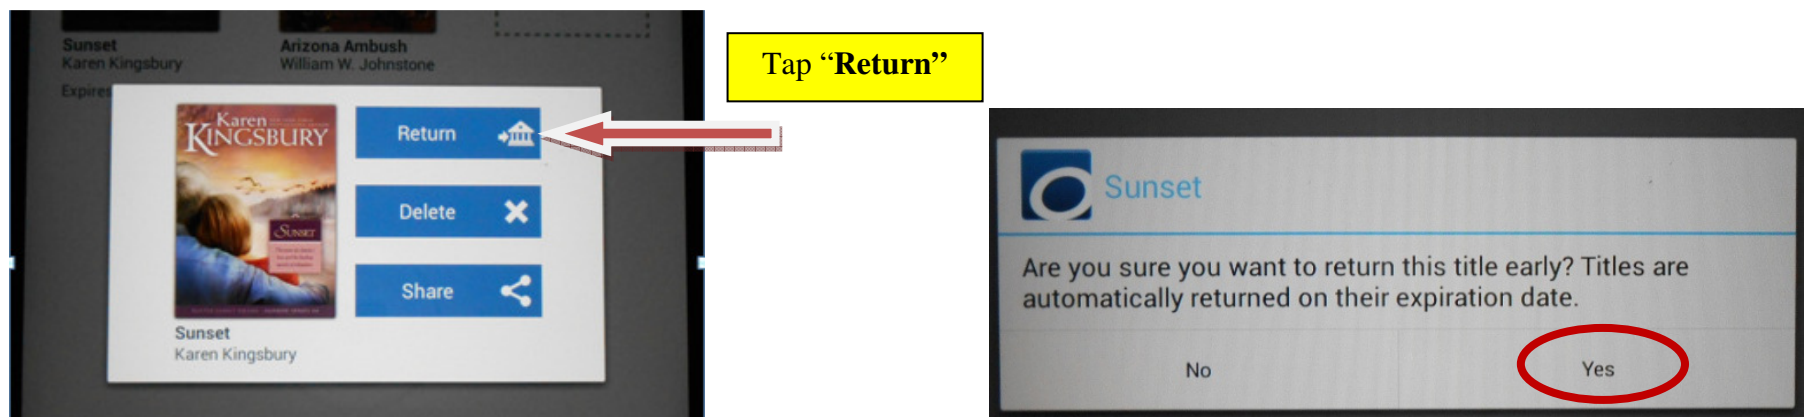 Sunset
Karen Kingsbury
Expires
Arizona Ambush
William W. Johnstone
Karen
KINGSBURY
SUNSET
Sunset
Karen Kingsbury
Return
Delete
Share
Tap “Return”
Sunset
Are you sure you want to return this title early? Titles are
automatically returned on their expiration date.
No
Yes